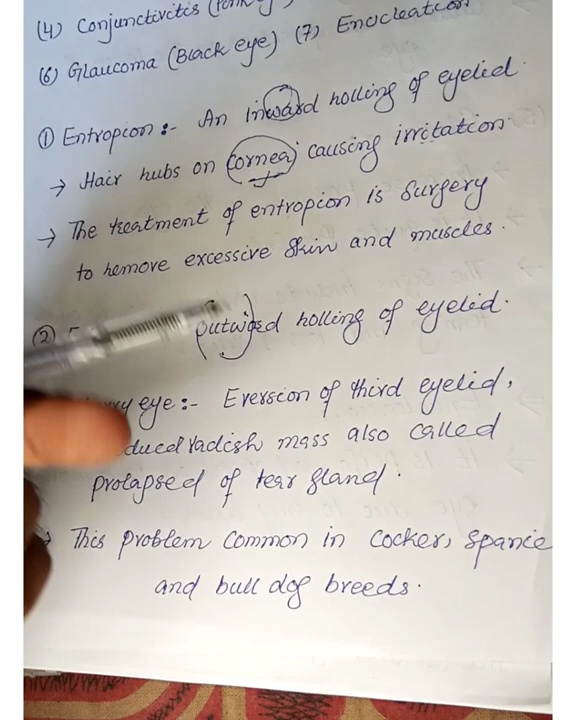 (4) Conjunctivitis (Pink
(6) Glaucoma (Black eye) (7) Enucleation
① Entropion :- An inward rolling of eyelid.
→ Hair rubs on cornea, causing irritation.
→ The treatment of entropion is Surgery
to remove excessive skin and muscles.
② outward rolling of eyelid.
eye :- Eversion of third eyelid,
radish mass also called
prolapsed of tear gland.
This problem common in Cocker, Spanie
and bull dog breeds.